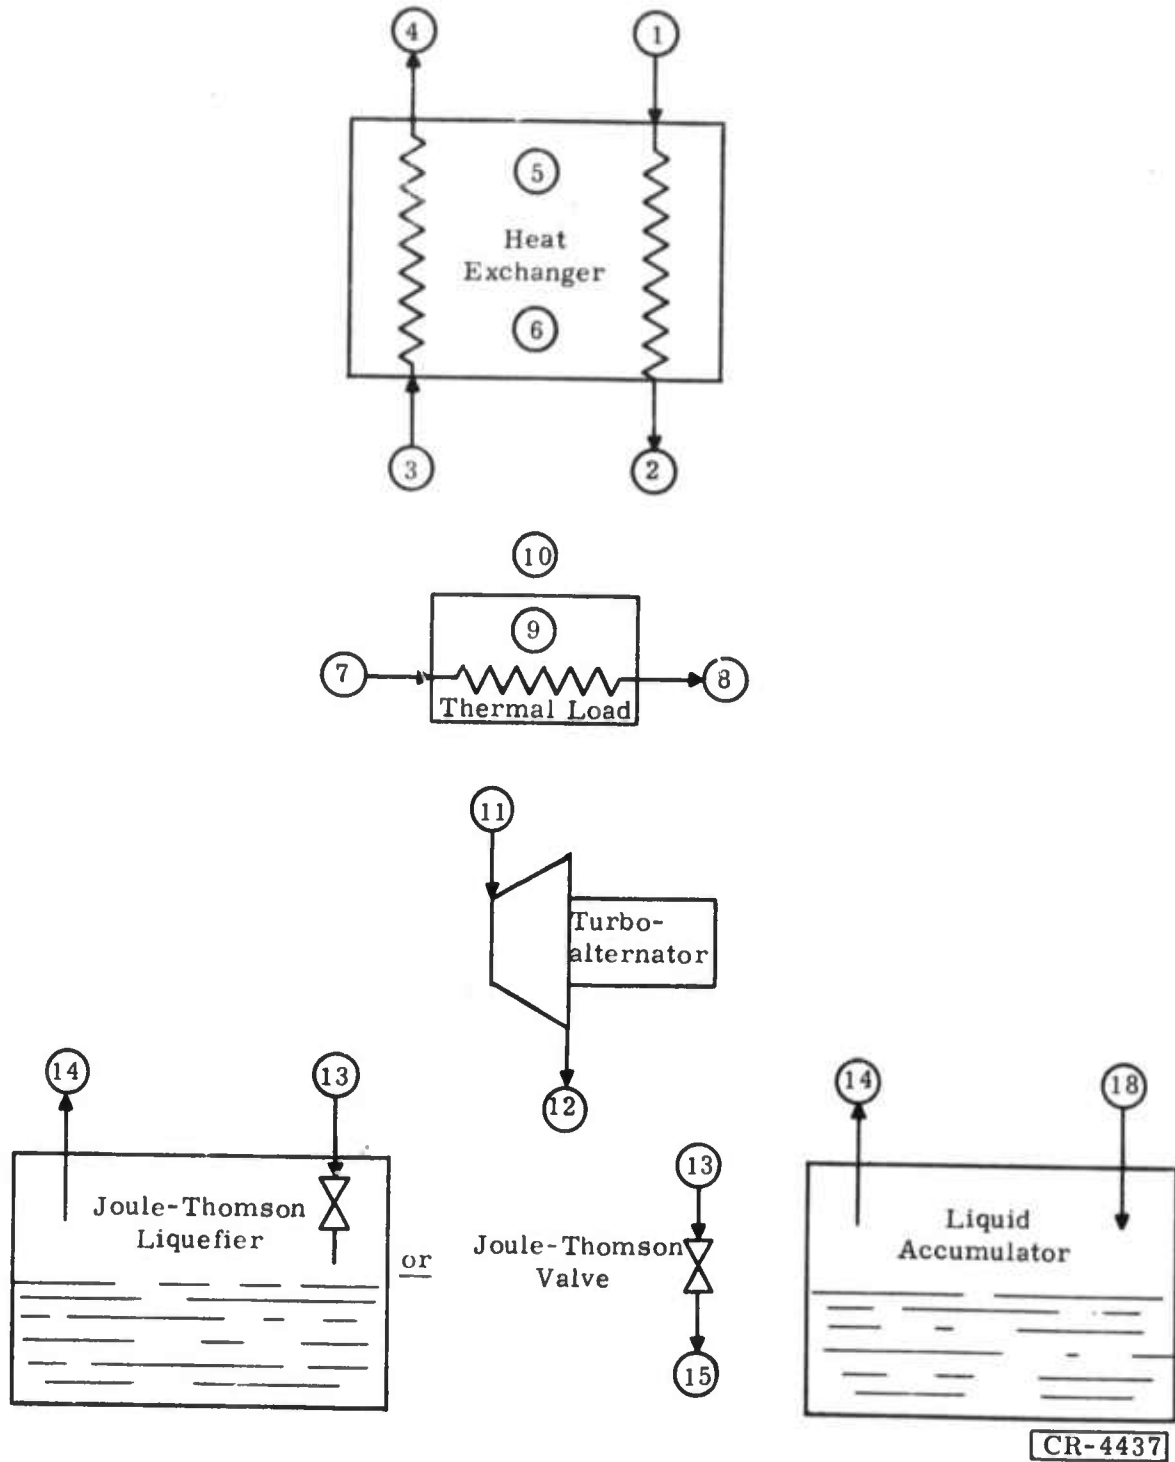 4 1
5
Heat
Exchanger
6
3 2
10
9
7 8
Thermal Load
11
Turbo-
alternator
14 13 12 14 18
13
Joule-Thomson
Liquefier
or
Joule-Thomson
Valve
Liquid
Accumulator
15
CR-4437